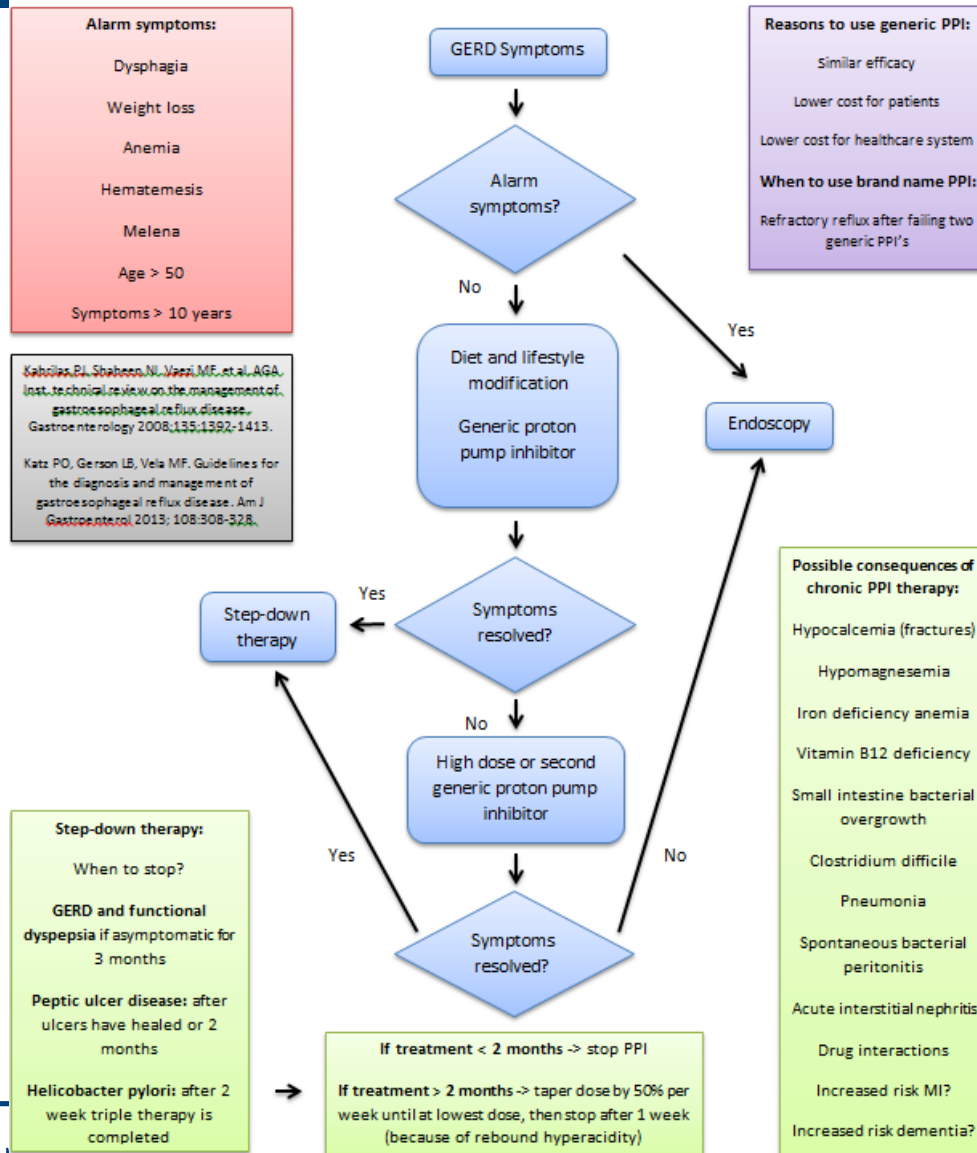 Alarm symptoms:
Dysphagia
Weight loss
Anemia
Hematemesis
Melena
Age > 50
Symptoms > 10 years
Kahrilas PJ, Shaheen NJ, Vaezi MF, et al. AGA
Inst. technical review on the management of
gastroesophageal reflux disease.
Gastroenterology 2008;135:1392-1413.
Katz PO, Gerson LB, Vela MF. Guidelines for
the diagnosis and management of
gastroesophageal reflux disease. Am J
Gastroenterol 2013; 108:308-328.
GERD Symptoms
Alarm
symptoms?
No
Yes
Diet and lifestyle
modification
Generic proton
pump inhibitor
Endoscopy
Symptoms
resolved?
Yes
Step-down
therapy
No
High dose or second
generic proton pump
inhibitor
Yes
No
Symptoms
resolved?
Reasons to use generic PPI:
Similar efficacy
Lower cost for patients
Lower cost for healthcare system
When to use brand name PPI:
Refractory reflux after failing two
generic PPI's
Possible consequences of
chronic PPI therapy:
Hypocalcemia (fractures)
Hypomagnesemia
Iron deficiency anemia
Vitamin B12 deficiency
Small intestine bacterial
overgrowth
Clostridium difficile
Pneumonia
Spontaneous bacterial
peritonitis
Acute interstitial nephritis
Drug interactions
Increased risk MI?
Increased risk dementia?
Step-down therapy:
When to stop?
GERD and functional
dyspepsia if asymptomatic for
3 months
Peptic ulcer disease: after
ulcers have healed or 2
months
Helicobacter pylori: after 2
week triple therapy is
completed
If treatment < 2 months -> stop PPI
If treatment > 2 months -> taper dose by 50% per
week until at lowest dose, then stop after 1 week
(because of rebound hyperacidity)